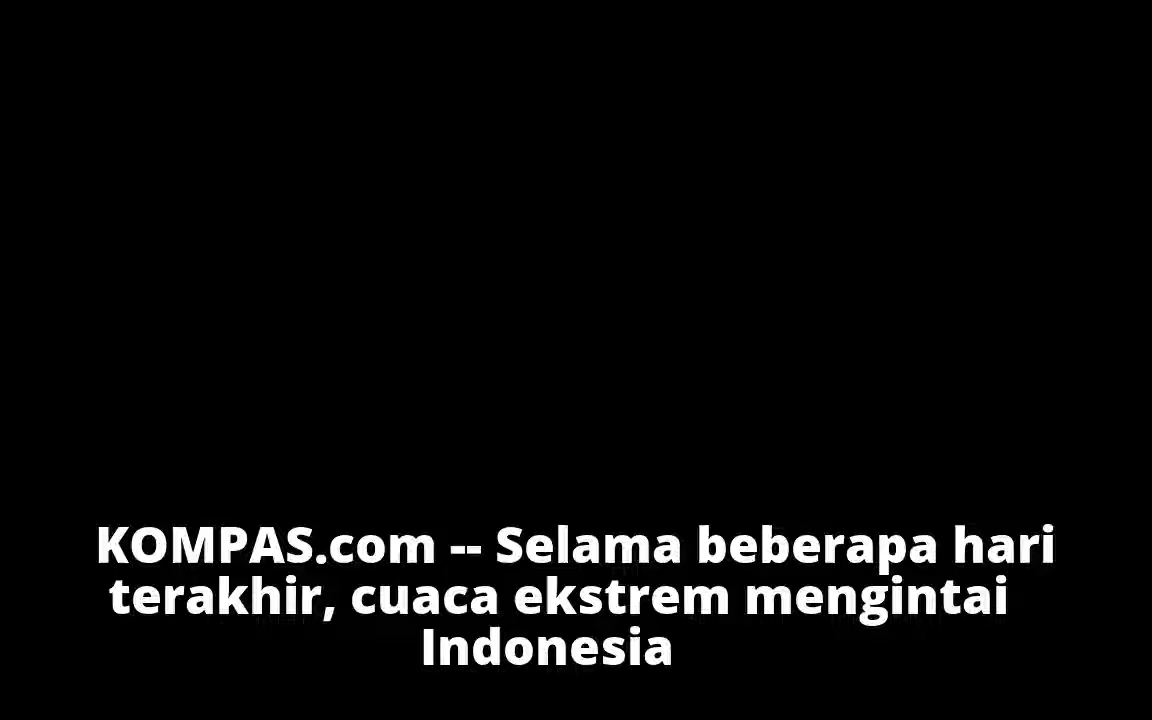 KOMPAS.com -- Selama beberapa hari
terakhir, cuaca ekstrem mengintai
Indonesia